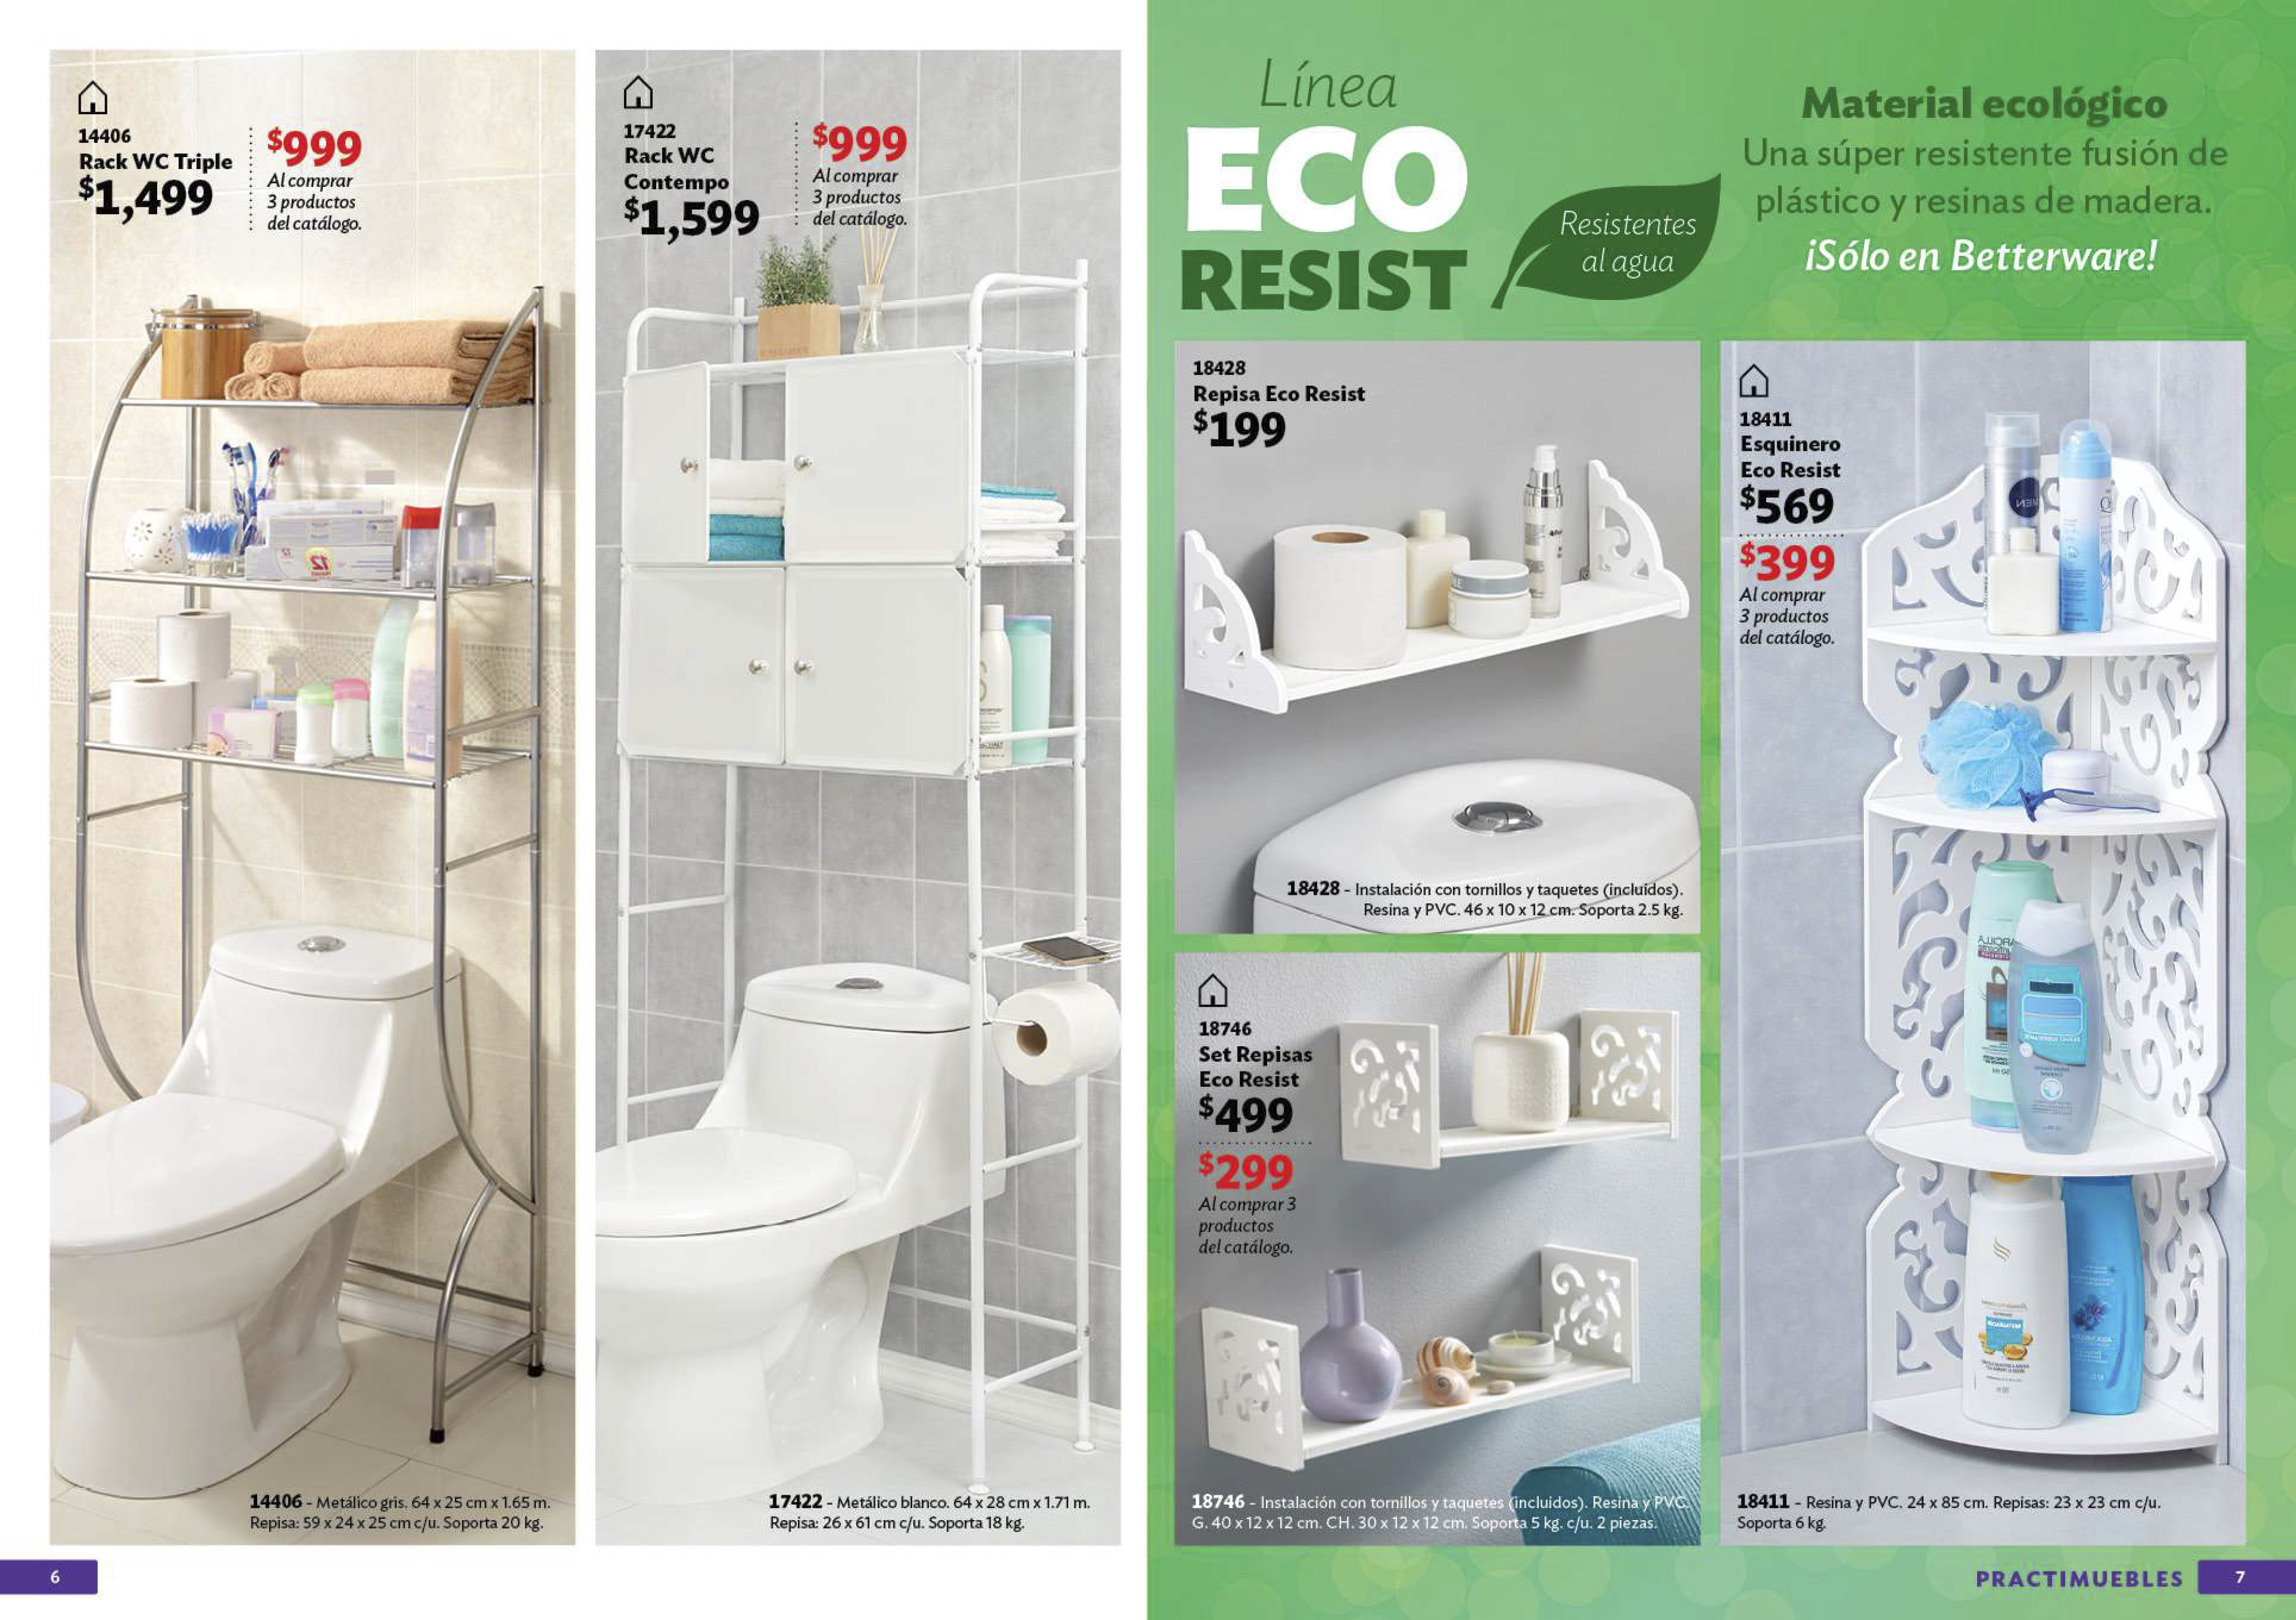 14406
Rack WC Triple
$1,499
$999
Al comprar
3 productos
del catálogo.
14406 - Metálico gris. 64 x 25 cm x 1.65 m.
Repisa: 59 x 24 x 25 cm c/u. Soporta 20 kg.
6
17422
Rack WC
Contempo
$1,599
$999
Al comprar
3 productos
del catálogo.
17422 - Metálico blanco. 64 x 28 cm x 1.71 m.
Repisa: 26 x 61 cm c/u. Soporta 18 kg.
Línea
ECO
RESIST
Resistentes
al agua
Material ecológico
Una súper resistente fusión de
plástico y resinas de madera.
¡Sólo en Betterware!
18428
Repisa Eco Resist
$199
18428 - Instalación con tornillos y taquetes (incluidos).
Resina y PVC. 46 x 10 x 12 cm. Soporta 2.5 kg.
18746
Set Repisas
Eco Resist
$499
$299
Al comprar 3
productos
del catálogo.
18746 - Instalación con tornillos y taquetes (incluidos). Resina y PVC.
G. 40 x 12 x 12 cm. CH. 30 x 12 x 12 cm. Soporta 5 kg. c/u. 2 piezas.
18411
Esquinero
Eco Resist
$569
$399
Al comprar
3 productos
del catálogo.
18411 - Resina y PVC. 24 x 85 cm. Repisas: 23 x 23 cm c/u.
Soporta 6 kg.
PRACTIMUEBLES
7